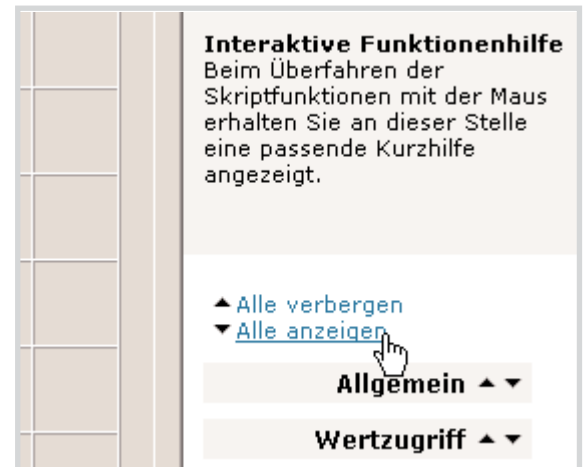 Interaktive Funktionenhilfe
Beim Überfahren der
Skriptfunktionen mit der Maus
erhalten Sie an dieser Stelle
eine passende Kurzhilfe
angezeigt.
Alle verbergen
Alle anzeigen
Allgemein
Wertzugriff